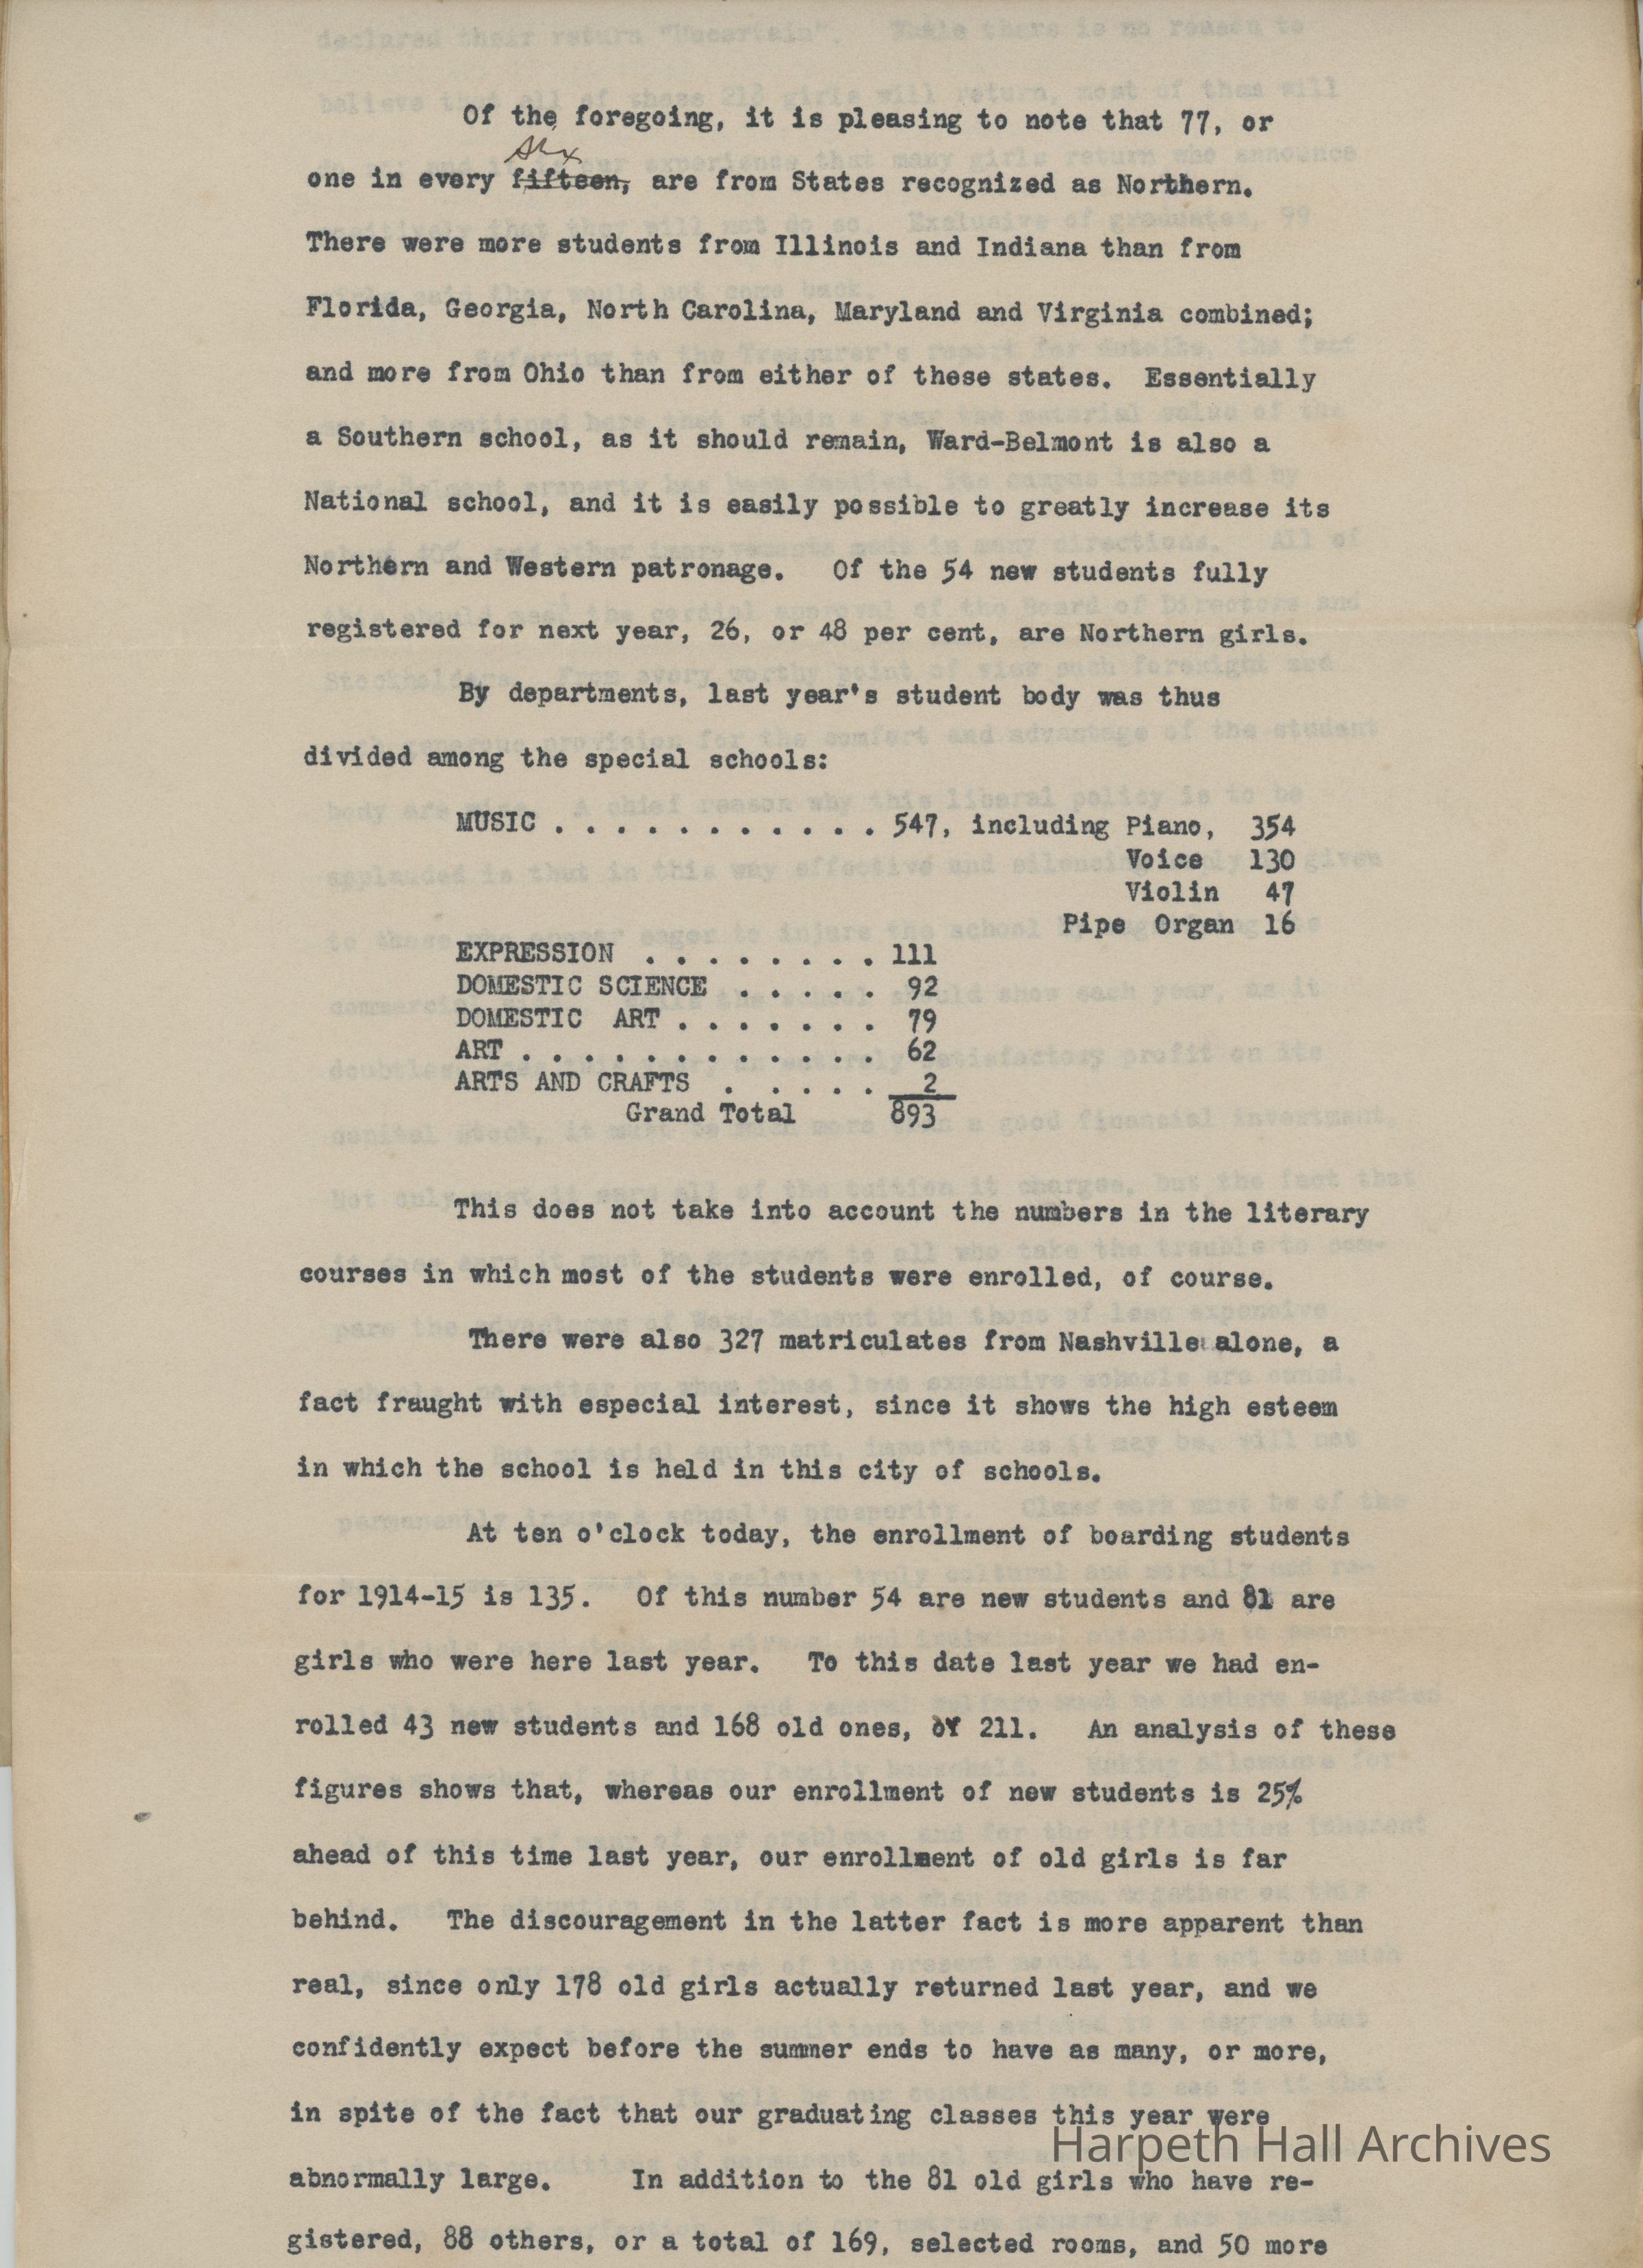 Of the foregoing, it is pleasing to note that 77, or
six
one in every fifteen, are from States recognized as Northern.
There were more students from Illinois and Indiana than from
Florida, Georgia, North Carolina, Maryland and Virginia combined;
and more from Ohio than from either of these states. Essentially
a Southern school, as it should remain, Ward-Belmont is also a
National school, and it is easily possible to greatly increase its
Northern and Western patronage. Of the 54 new students fully
registered for next year, 26, or 48 per cent, are Northern girls.
By departments, last year's student body was thus
divided among the special schools:
MUSIC . . . . . . . . . . . 547, including Piano, 354
Voice 130
Violin 47
Pipe Organ 16
EXPRESSION . . . . . . . . 111
DOMESTIC SCIENCE . . . . . 92
DOMESTIC ART . . . . . . . 79
ART . . . . . . . . . . . . 62
ARTS AND CRAFTS . . . . . 2
Grand Total 893
This does not take into account the numbers in the literary
courses in which most of the students were enrolled, of course.
There were also 327 matriculates from Nashville alone, a
fact fraught with especial interest, since it shows the high esteem
in which the school is held in this city of schools.
At ten o'clock today, the enrollment of boarding students
for 1914-15 is 135. Of this number 54 are new students and 81 are
girls who were here last year. To this date last year we had en-
rolled 43 new students and 168 old ones, or 211. An analysis of these
figures shows that, whereas our enrollment of new students is 25%
ahead of this time last year, our enrollment of old girls is far
behind. The discouragement in the latter fact is more apparent than
real, since only 178 old girls actually returned last year, and we
confidently expect before the summer ends to have as many, or more,
in spite of the fact that our graduating classes this year were
Harpeth Hall Archives
abnormally large. In addition to the 81 old girls who have re-
gistered, 88 others, or a total of 169, selected rooms, and 50 more